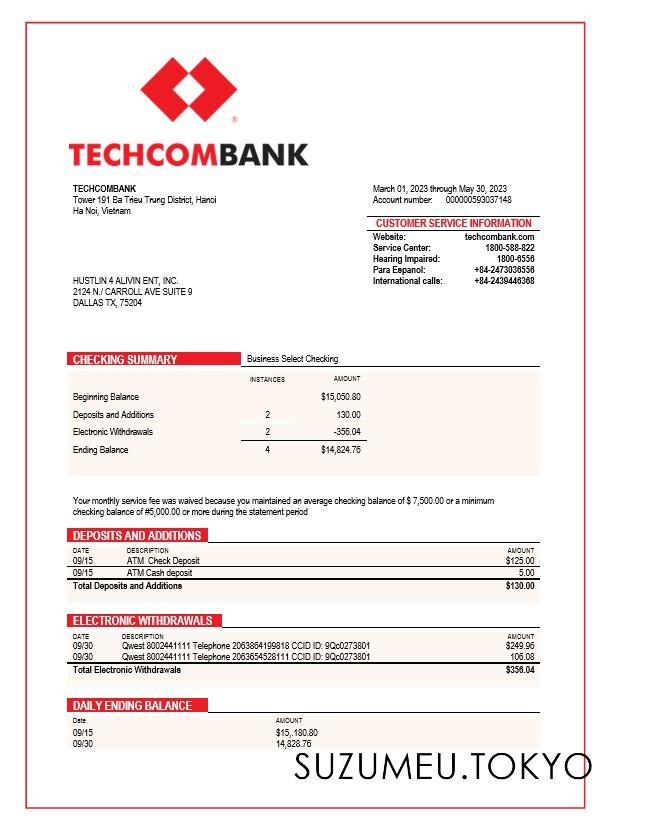 TECHCOMBANK
TECHCOMBANK
Tower 191 Ba Trieu Trung District, Hanoi
Ha Noi, Vietnam
March 01, 2023 through May 30, 2023
Account number: 000000593037148
CUSTOMER SERVICE INFORMATION
Website: techcombank.com
Service Center: 1800-588-822
Hearing Impaired: 1800-6556
Para Espanol: +84-2473036556
International calls: +84-2439446368
HUSTLIN 4 ALIVIN ENT, INC.
2124 N./ CARROLL AVE SUITE 9
DALLAS TX, 75204
CHECKING SUMMARY Business Select Checking
INSTANCES AMOUNT
Beginning Balance $15,050.80
Deposits and Additions 2 130.00
Electronic Withdrawals 2 -356.04
Ending Balance 4 $14,824.76
Your monthly service fee was waived because you maintained an average checking balance of $ 7,500.00 or a minimum
checking balance of #5,000.00 or more during the statement period
DEPOSITS AND ADDITIONS
DATE DESCRIPTION AMOUNT
09/15 ATM Check Deposit $125.00
09/15 ATM Cash deposit 5.00
Total Deposits and Additions $130.00
ELECTRONIC WITHDRAWALS
DATE DESCRIPTION AMOUNT
09/30 Qwest 8002441111 Telephone 2063864199818 CCID ID: 9Qc0273801 $249.96
09/30 Qwest 8002441111 Telephone 2063654528111 CCID ID: 9Qc0273801 106.08
Total Electronic Withdrawals $356.04
DAILY ENDING BALANCE
Date AMOUNT
09/15 $15,.180.80
09/30 14,828.76
SUZUMEU.TOKYO